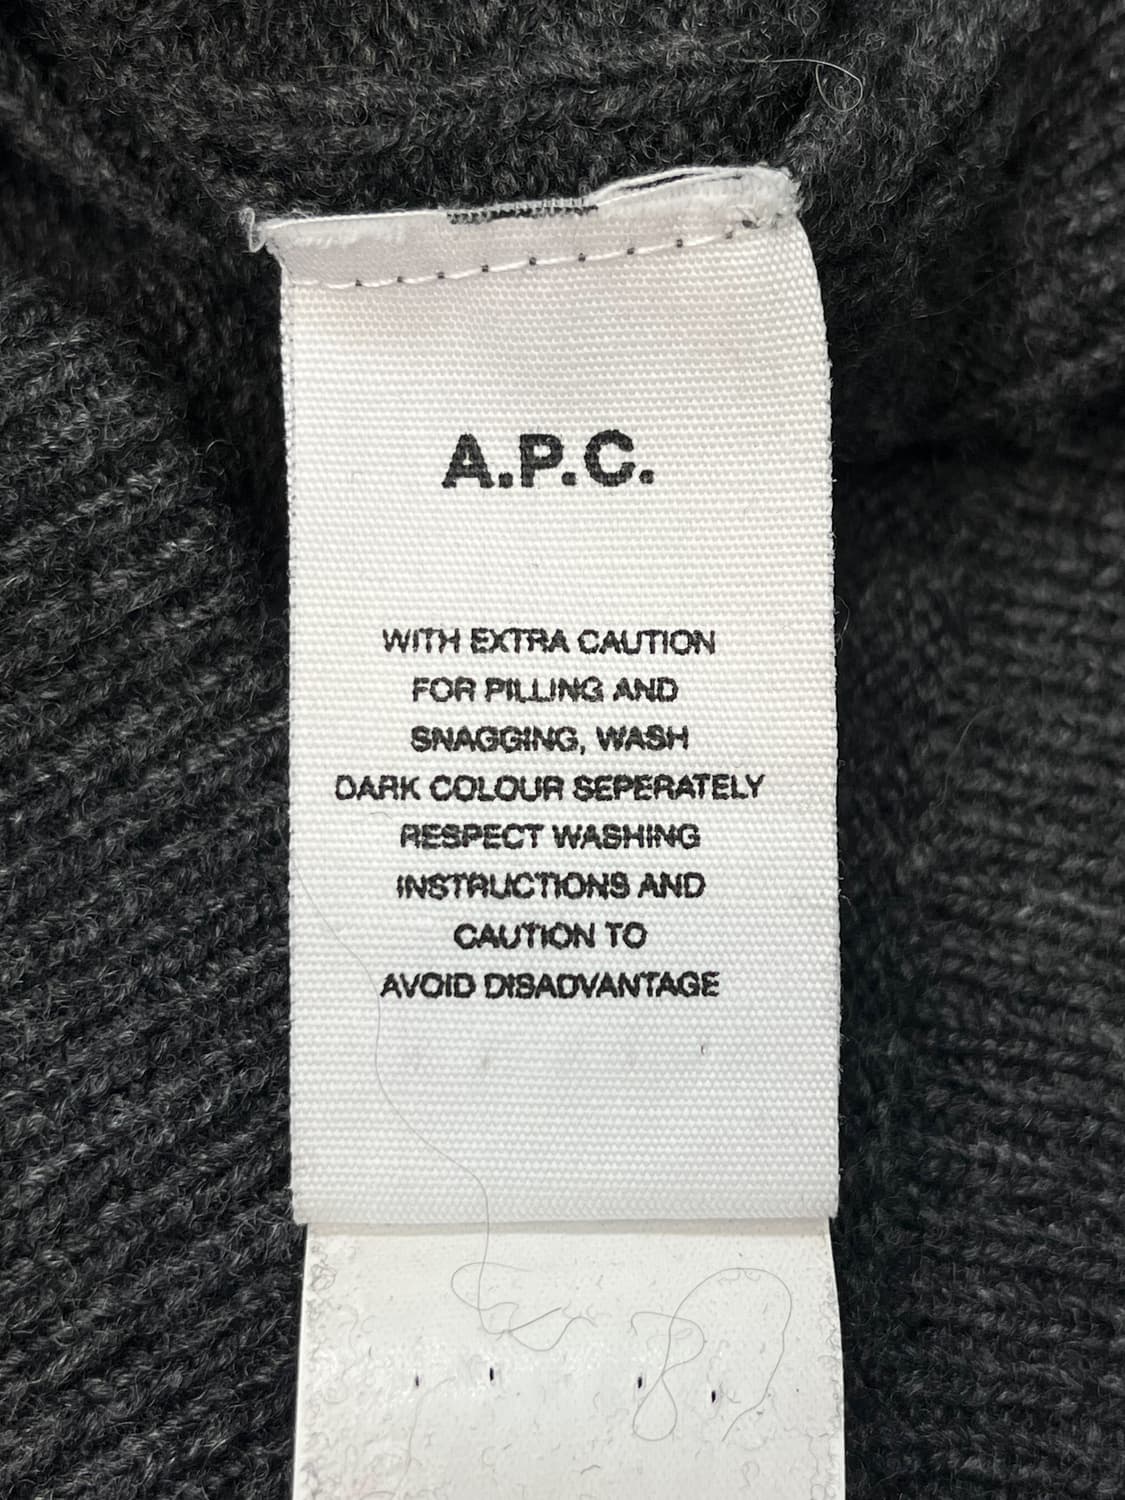 A.P.C.
WITH EXTRA CAUTION
FOR PILLING AND
SNAGGING, WASH
DARK COLOUR SEPERATELY
RESPECT WASHING
INSTRUCTIONS AND
CAUTION TO
AVOID DISADVANTAGE